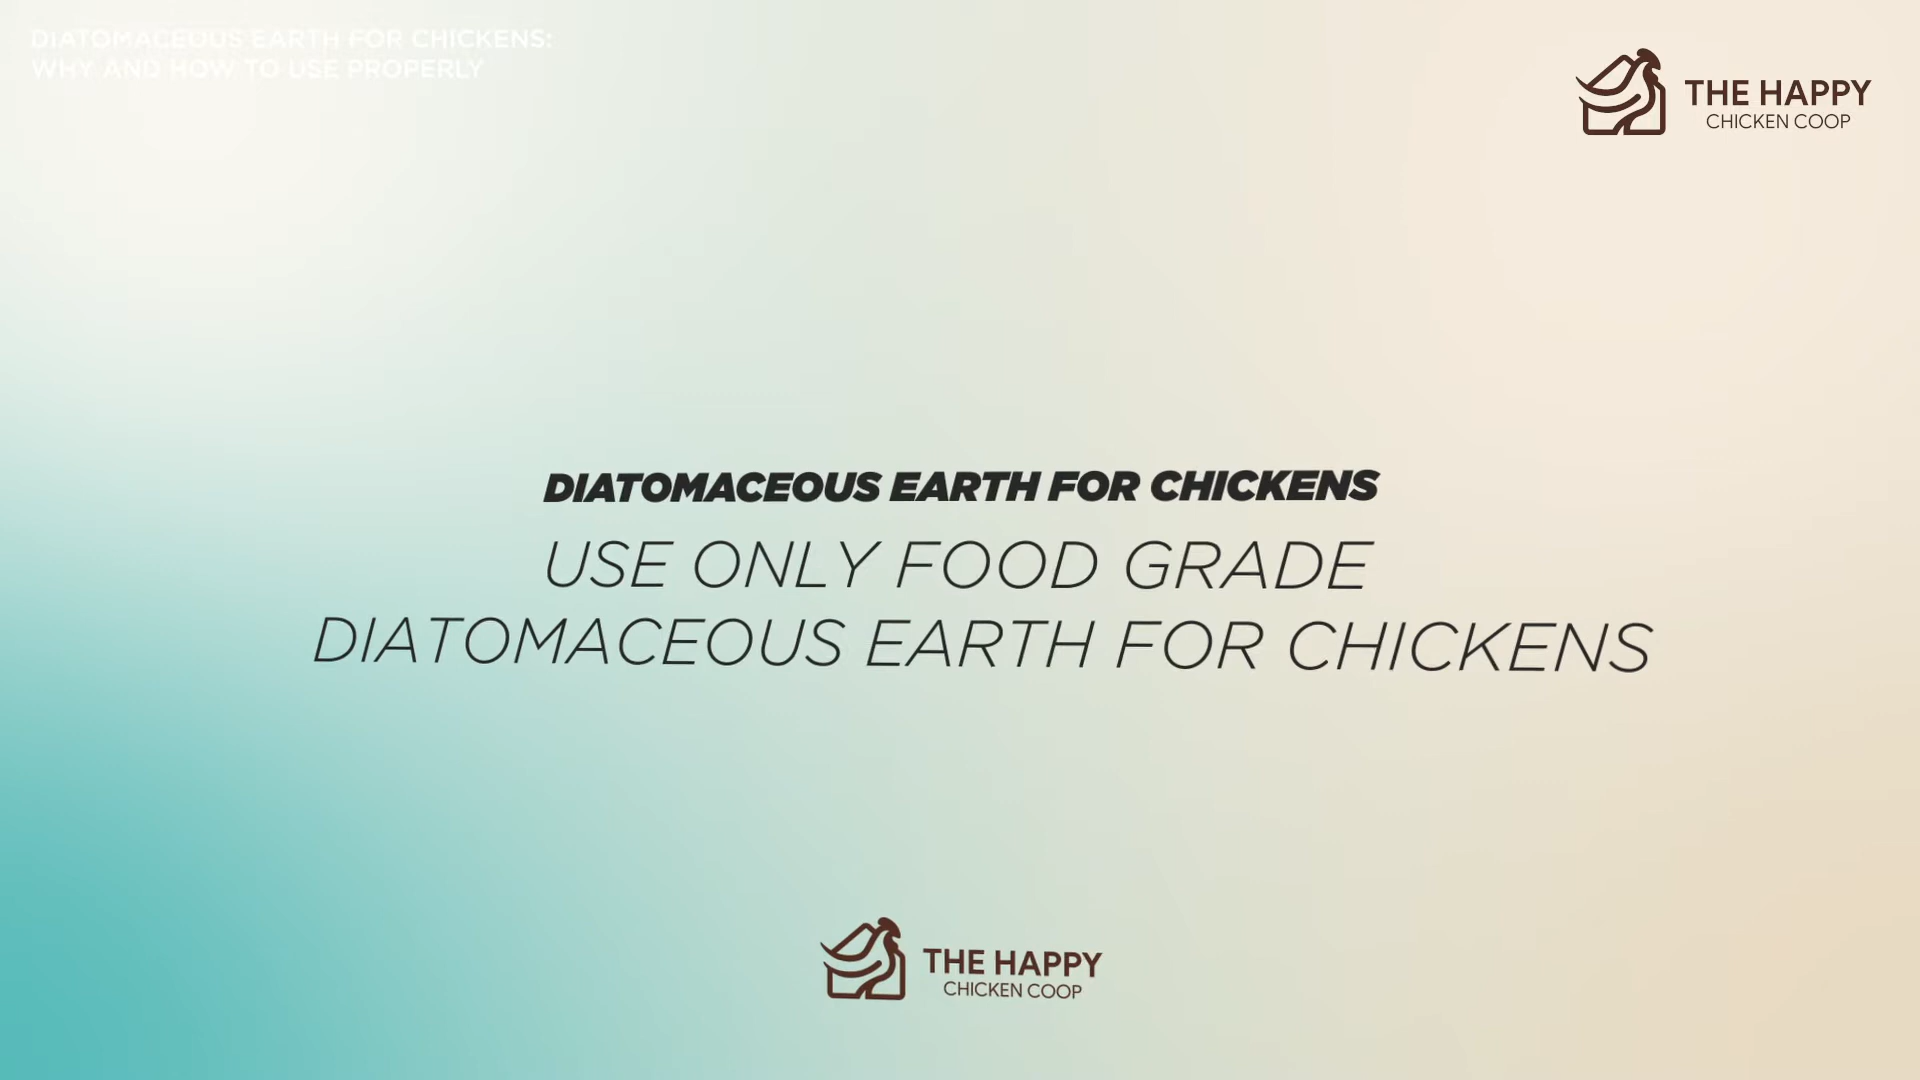 DIATOMACEOUS EARTH FOR CHICKENS:
WHY AND HOW TO USE PROPERLY
THE HAPPY
CHICKEN COOP
DIATOMACEOUS EARTH FOR CHICKENS
USE ONLY FOOD GRADE
DIATOMACEOUS EARTH FOR CHICKENS
THE HAPPY
CHICKEN COOP